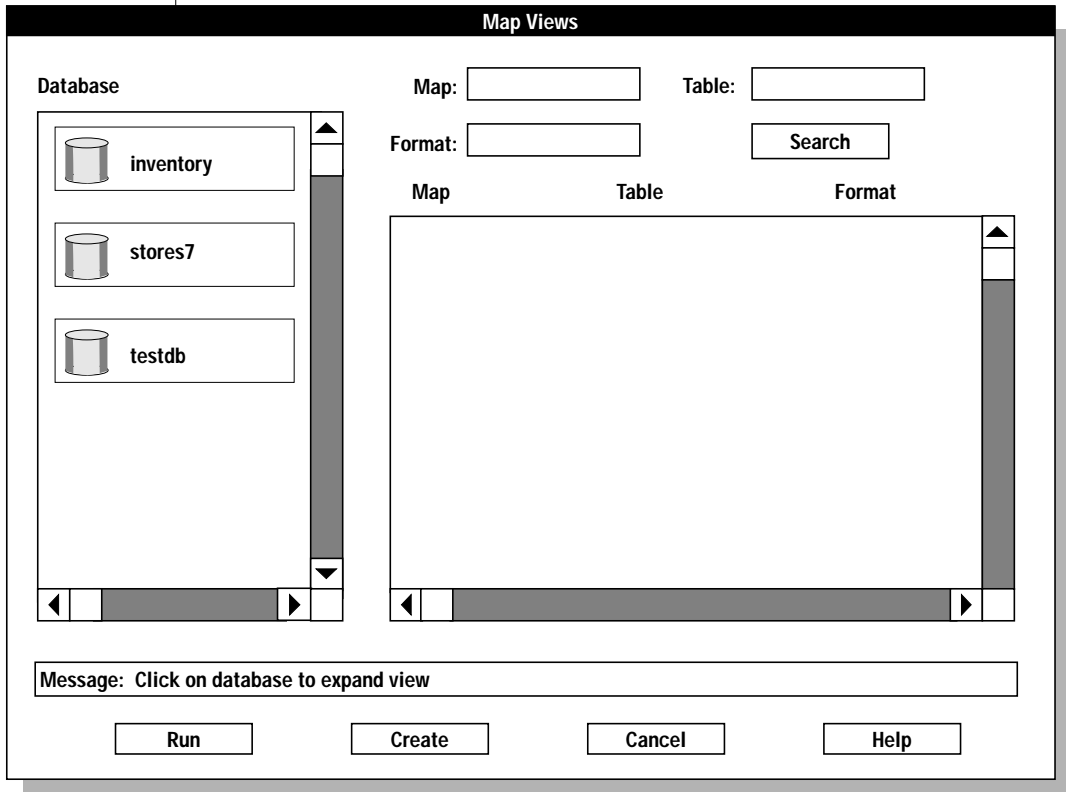 Map Views
Database
Map:
Table:
Format:
Search
inventory
stores7
testdb
Map Table Format
Message: Click on database to expand view
Run Create Cancel Help